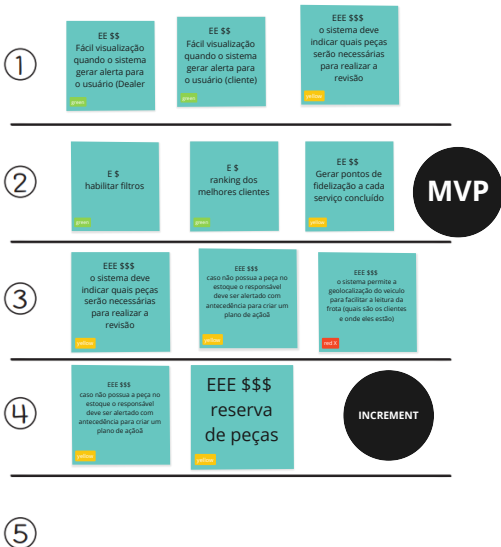 1
EE $$
Fácil visualização
quando o sistema
gerar alerta para
o usuário (Dealer
green
EE $$
Fácil visualização
quando o sistema
gerar alerta para
o usuário (cliente)
green
EEE $$$
o sistema deve
indicar quais peças
serão necessárias
para realizar a
revisão
yellow
2
E $
habilitar filtros
green
E $
ranking dos
melhores clientes
green
EE $$
Gerar pontos de
fidelização a cada
serviço concluído
yellow
MVP
3
EEE $$$
o sistema deve
indicar quais peças
serão necessárias
para realizar a
revisão
yellow
EEE $$$
caso não possua a peça no
estoque o responsável
deve ser alertado com
antecedência para criar um
plano de açãoã
yellow
EEE $$$
o sistema permite a
geolocalização do veiculo
para facilitar a leitura da
frota (quais são os clientes
e onde eles estão)
red X
4
EEE $$$
caso não possua a peça no
estoque o responsável
deve ser alertado com
antecedência para criar um
plano de açãoã
yellow
EEE $$$
reserva
de peças
yellow
INCREMENT
5